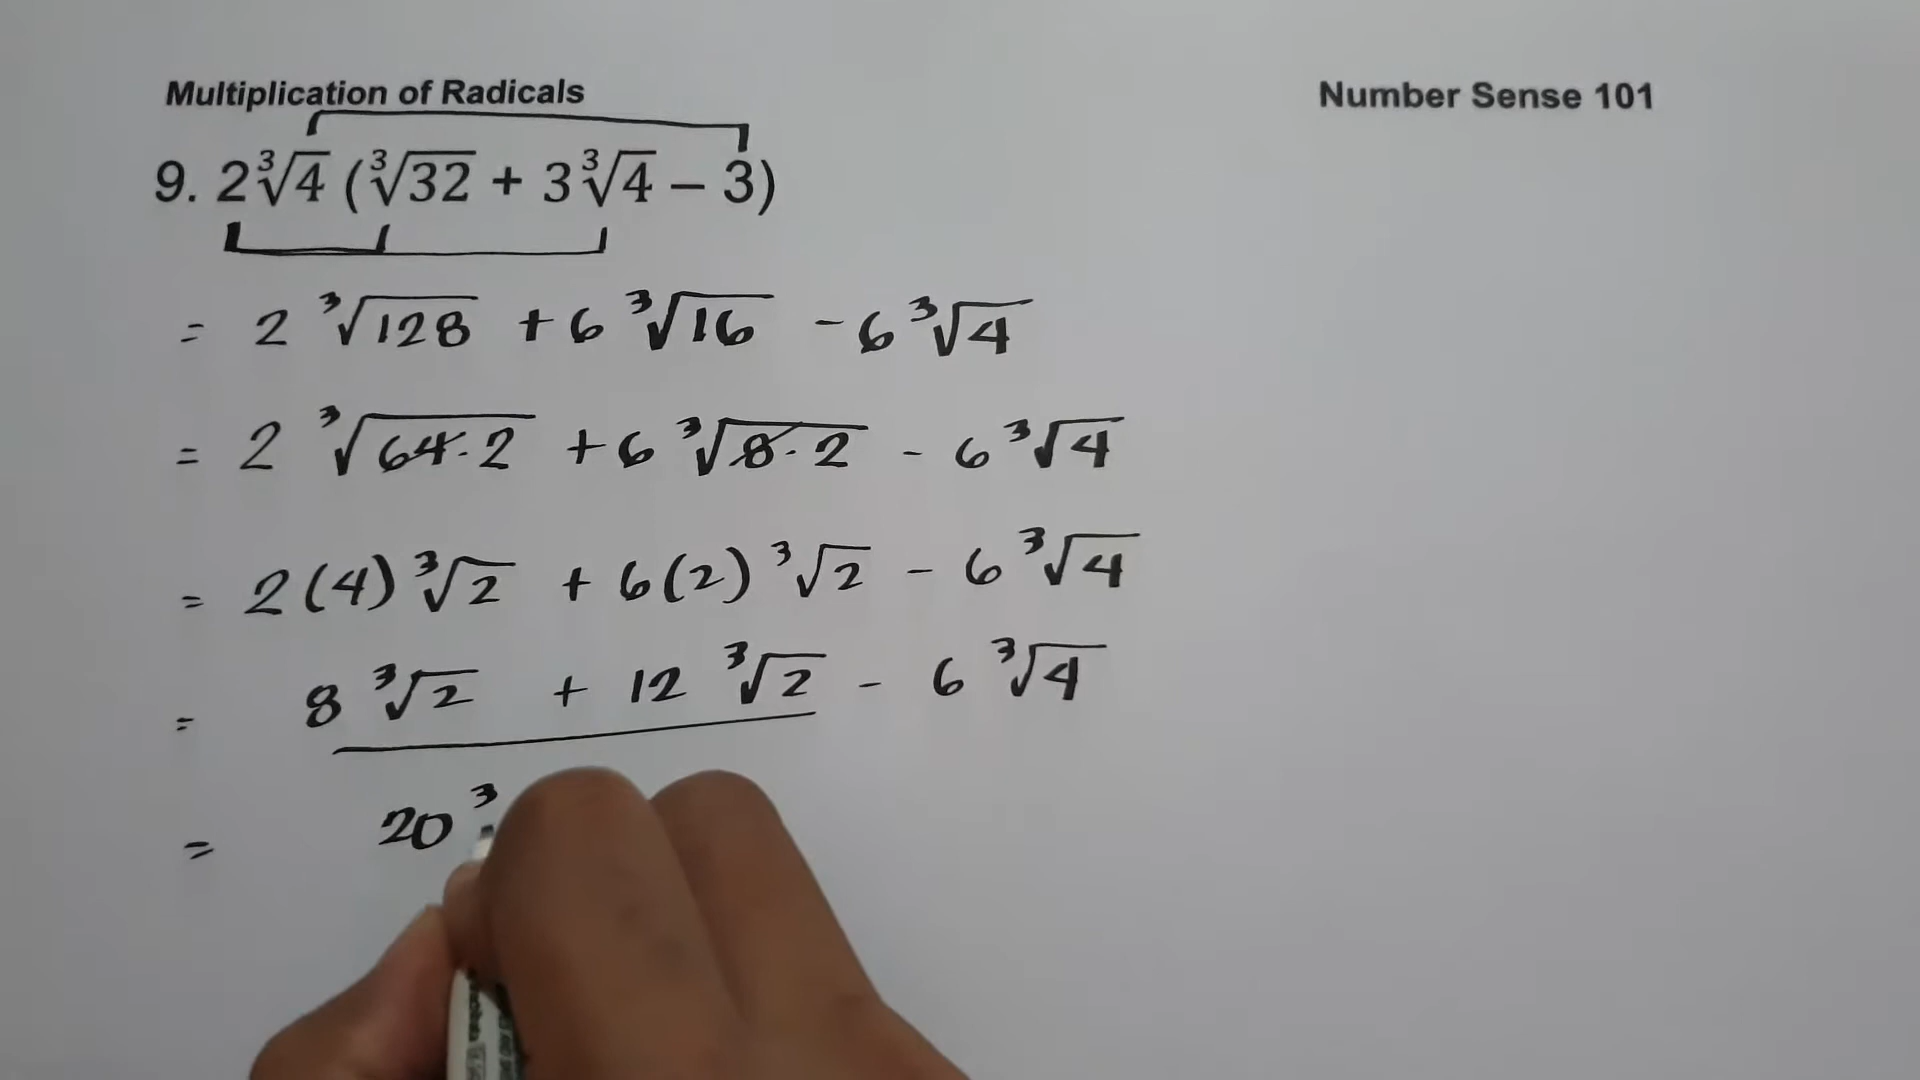 Multiplication of Radicals
Number Sense 101
9. 2∛4 (∛32 + 3∛4 − 3)
= 2 ∛128 + 6 ∛16 - 6 ∛4
= 2 ∛64·2 + 6 ∛8·2 - 6 ∛4
= 2(4) ∛2 + 6(2) ∛2 - 6 ∛4
= 8 ∛2 + 12 ∛2 - 6 ∛4
= 20 3